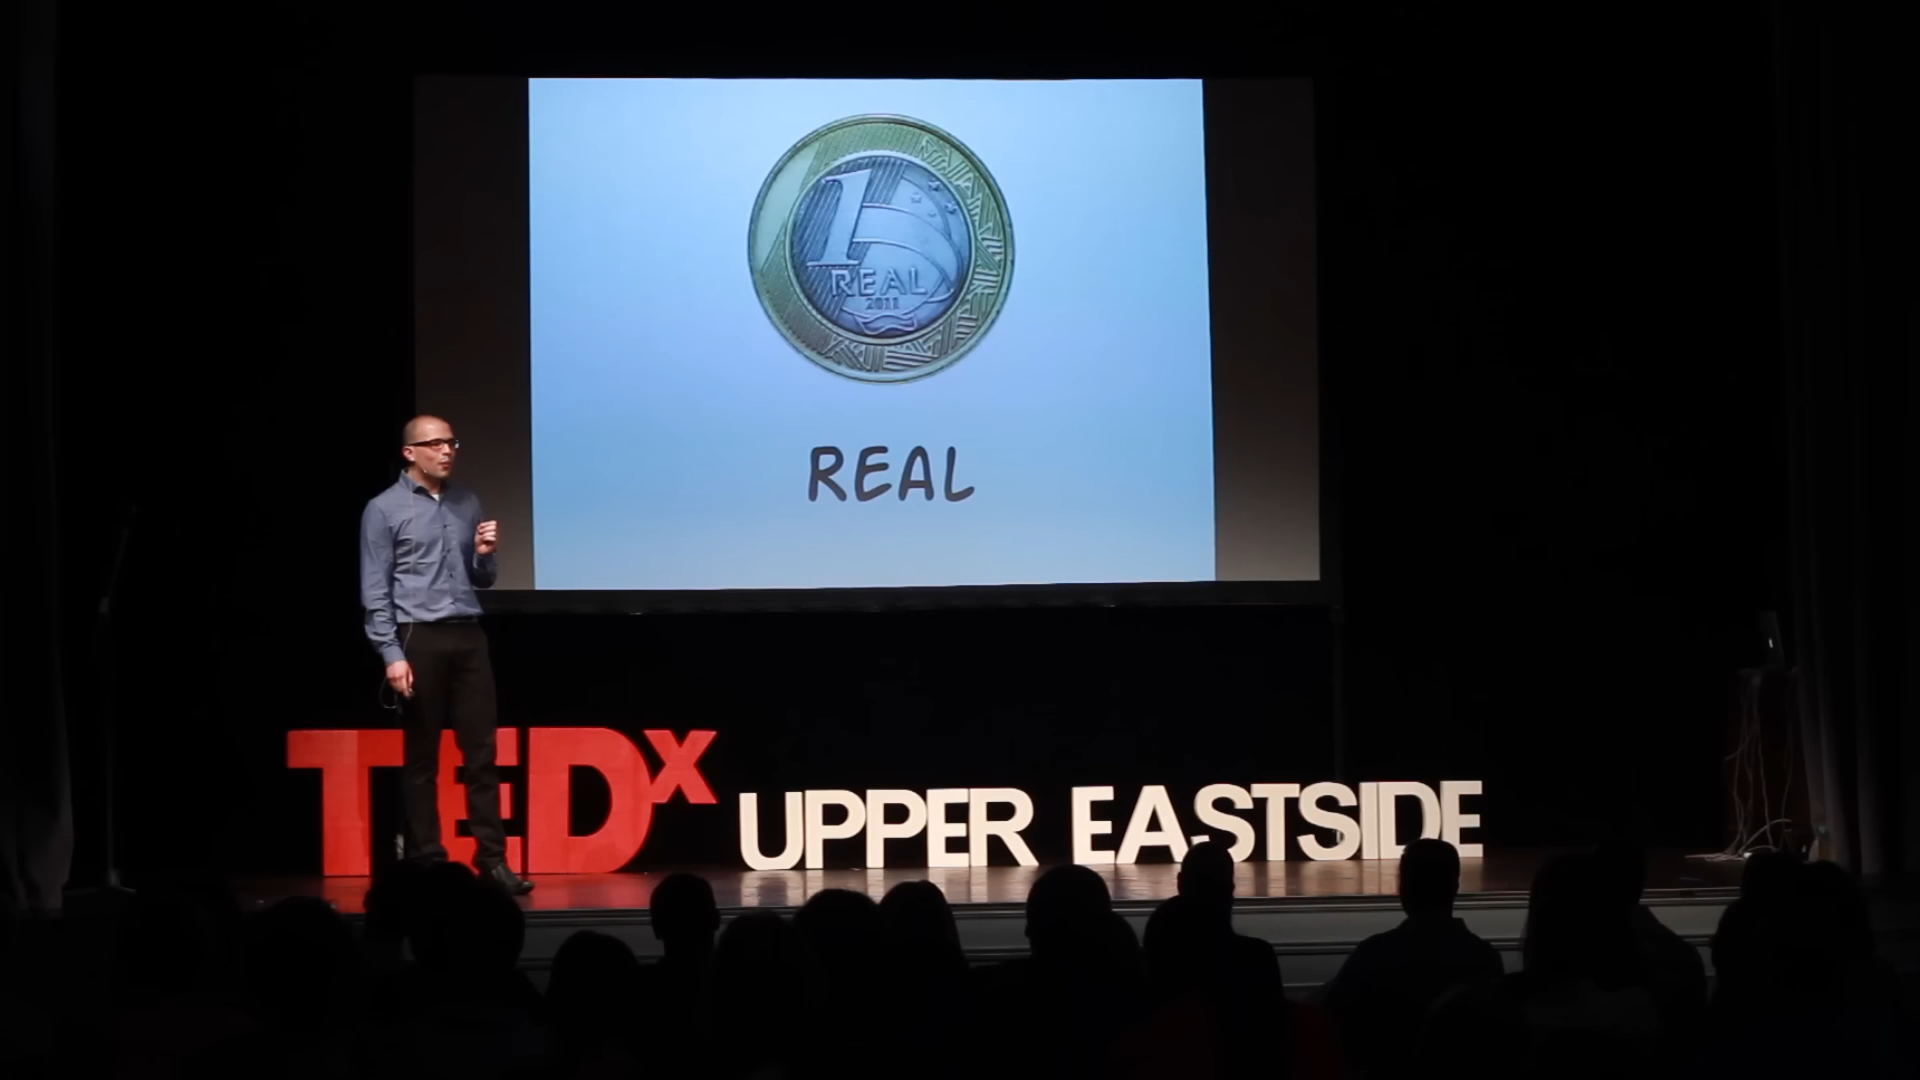 1
REAL
2011
REAL
TEDx UPPER EASTSIDE